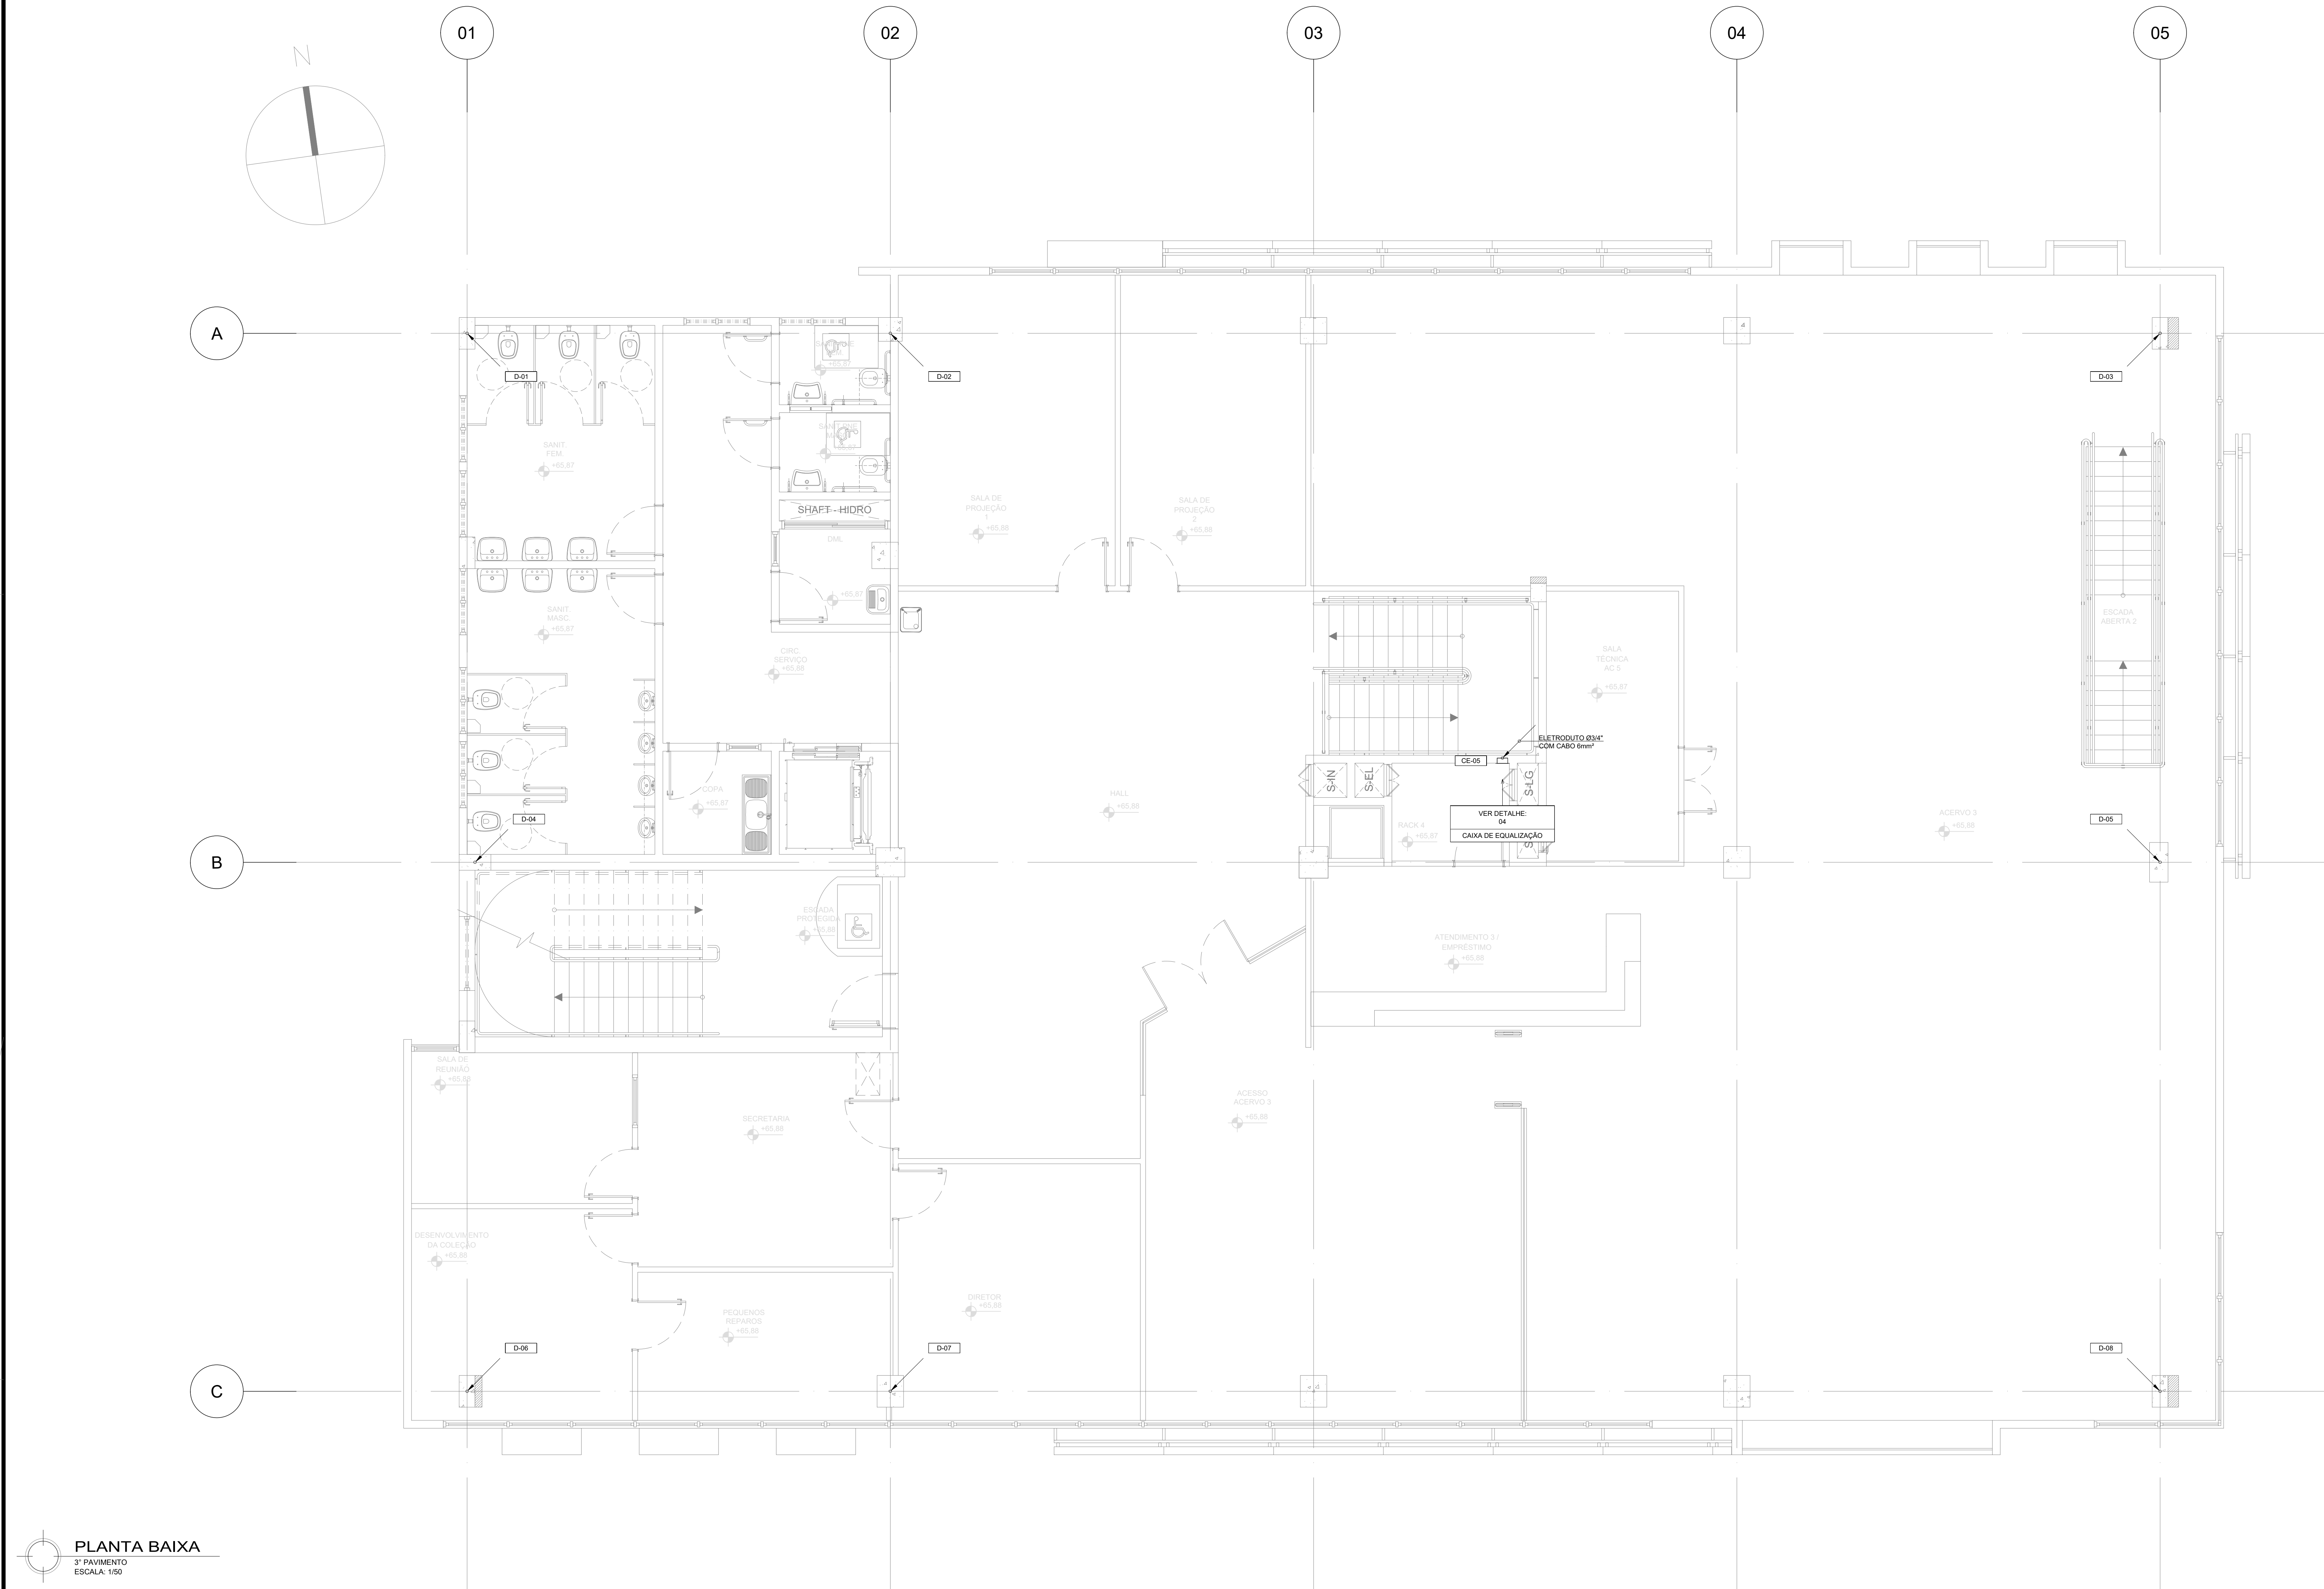 01
02
03
04
05
N
A
D-01
D-02
D-03
SANIT.
FEM.
+65,87
SHAFT - HIDRO
DML
+65,87
SALA DE
PROJEÇÃO
1
+65,88
SALA DE
PROJEÇÃO
2
+65,88
SANIT.
MASC.
+65,87
CIRC.
SERVIÇO
+65,88
SALA
TÉCNICA
AC 5
+65,87
ESCADA
ABERTA 2
ELETRODUTO Ø3/4"
COM CABO 6mm²
CE-05
S-IN
S-EL
S-LG
COPA
+65,87
HALL
+65,88
RACK 4
+65,87
VER DETALHE:
04
CAIXA DE EQUALIZAÇÃO
ACERVO 3
+65,88
D-04
D-05
B
ESCADA
PROTEGIDA
+65,88
ATENDIMENTO 3 /
EMPRÉSTIMO
+65,88
SALA DE
REUNIÃO
+65,88
SECRETARIA
+65,88
ACESSO
ACERVO 3
+65,88
DESENVOLVIMENTO
DA COLEÇÃO
+65,88
PEQUENOS
REPAROS
+65,88
DIRETOR
+65,88
D-06
D-07
D-08
C
PLANTA BAIXA
3° PAVIMENTO
ESCALA: 1/50